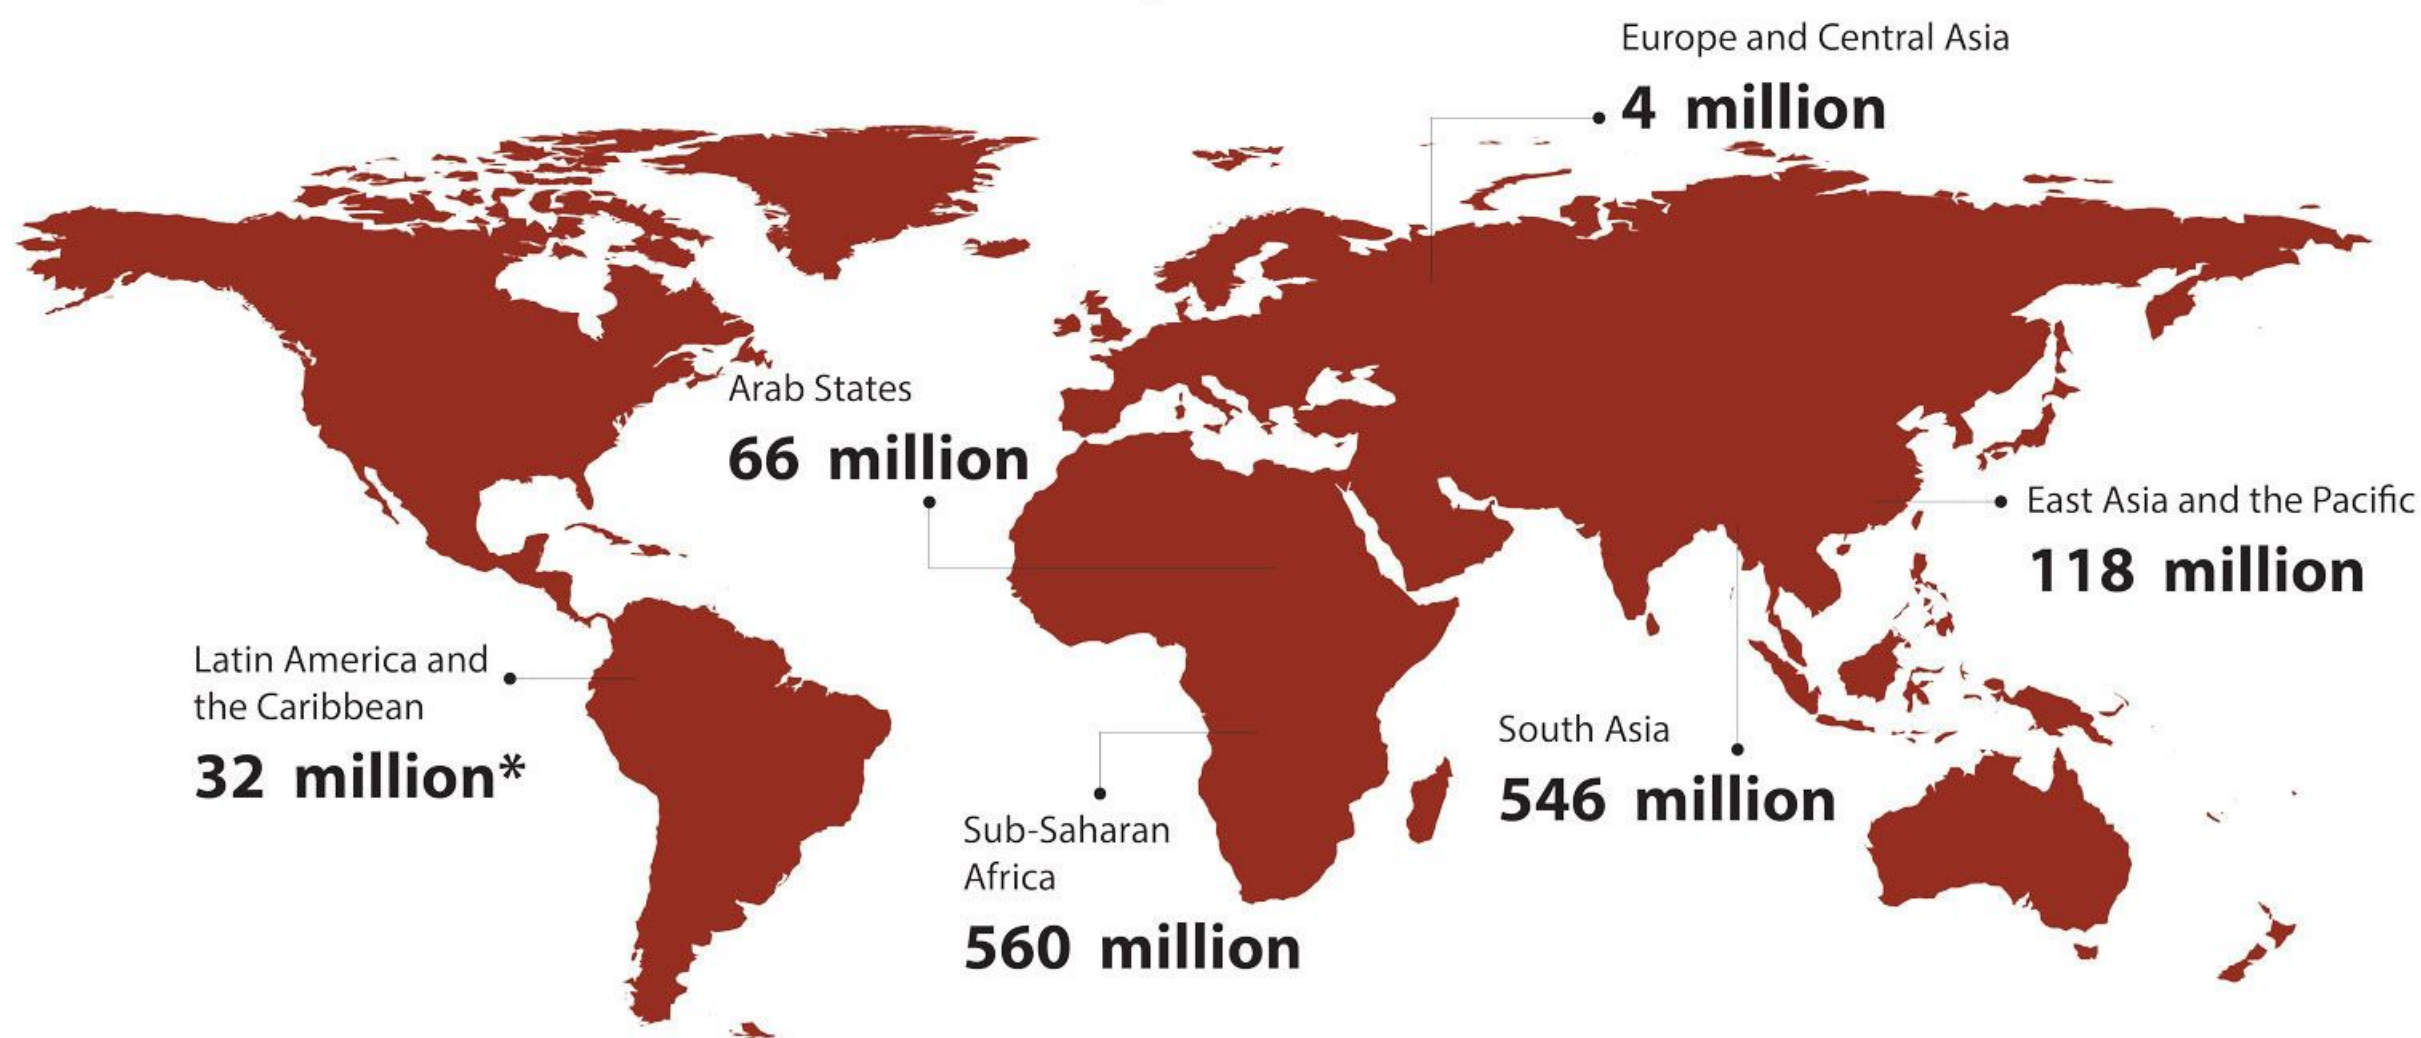 Europe and Central Asia
4 million
Arab States
66 million
East Asia and the Pacific
118 million
Latin America and
the Caribbean
32 million*
South Asia
546 million
Sub-Saharan
Africa
560 million